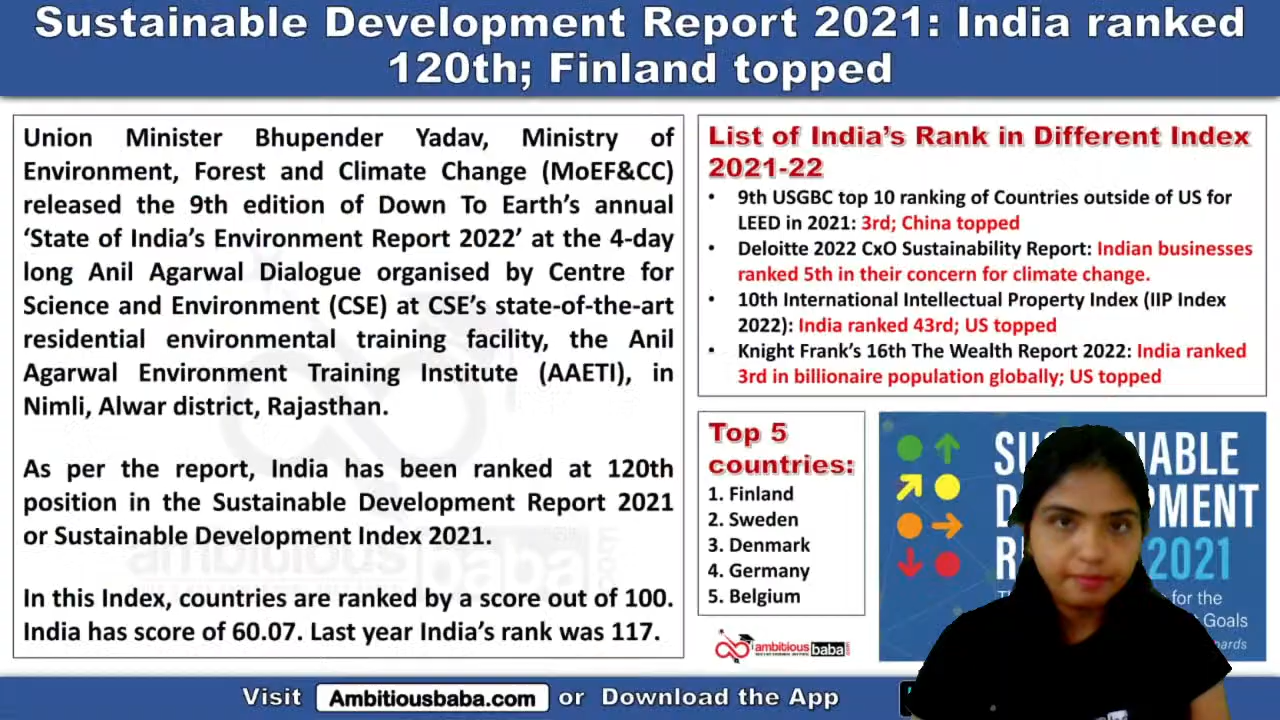 Sustainable Development Report 2021: India ranked
120th; Finland topped
Union Minister Bhupender Yadav, Ministry of
Environment, Forest and Climate Change (MoEF&CC)
released the 9th edition of Down To Earth's annual
'State of India's Environment Report 2022' at the 4-day
long Anil Agarwal Dialogue organised by Centre for
Science and Environment (CSE) at CSE's state-of-the-art
residential environmental training facility, the Anil
Agarwal Environment Training Institute (AAETI), in
Nimli, Alwar district, Rajasthan.
As per the report, India has been ranked at 120th
position in the Sustainable Development Report 2021
or Sustainable Development Index 2021.
In this Index, countries are ranked by a score out of 100.
India has score of 60.07. Last year India's rank was 117.
List of India's Rank in Different Index
2021-22
• 9th USGBC top 10 ranking of Countries outside of US for
LEED in 2021: 3rd; China topped
• Deloitte 2022 CxO Sustainability Report: Indian businesses
ranked 5th in their concern for climate change.
• 10th International Intellectual Property Index (IIP Index
2022): India ranked 43rd; US topped
• Knight Frank's 16th The Wealth Report 2022: India ranked
3rd in billionaire population globally; US topped
Top 5
countries:
1. Finland
2. Sweden
3. Denmark
4. Germany
5. Belgium
ambitiousbaba.com
2021
for the
Goals
Visit Ambitiousbaba.com or Download the App